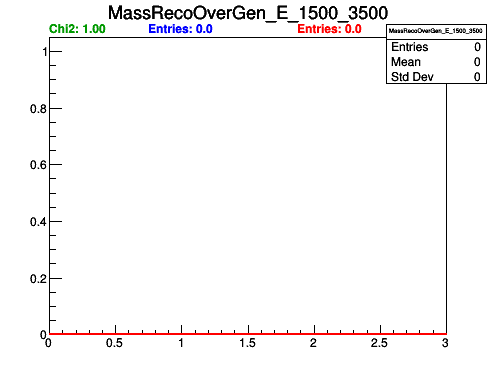 MassRecoOverGen_E_1500_3500
Chi2: 1.00 Entries: 0.0 Entries: 0.0
MassRecoOverGen_E_1500_3500
Entries 0
Mean 0
Std Dev 0
1
0.8
0.6
0.4
0.2
0
0 0.5 1 1.5 2 2.5 3